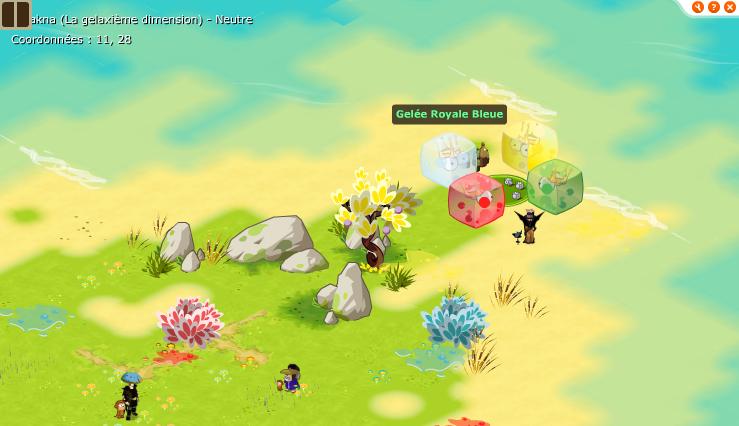 akna (La gelaxième dimension) - Neutre
Coordonnées : 11, 28
Gelée Royale Bleue